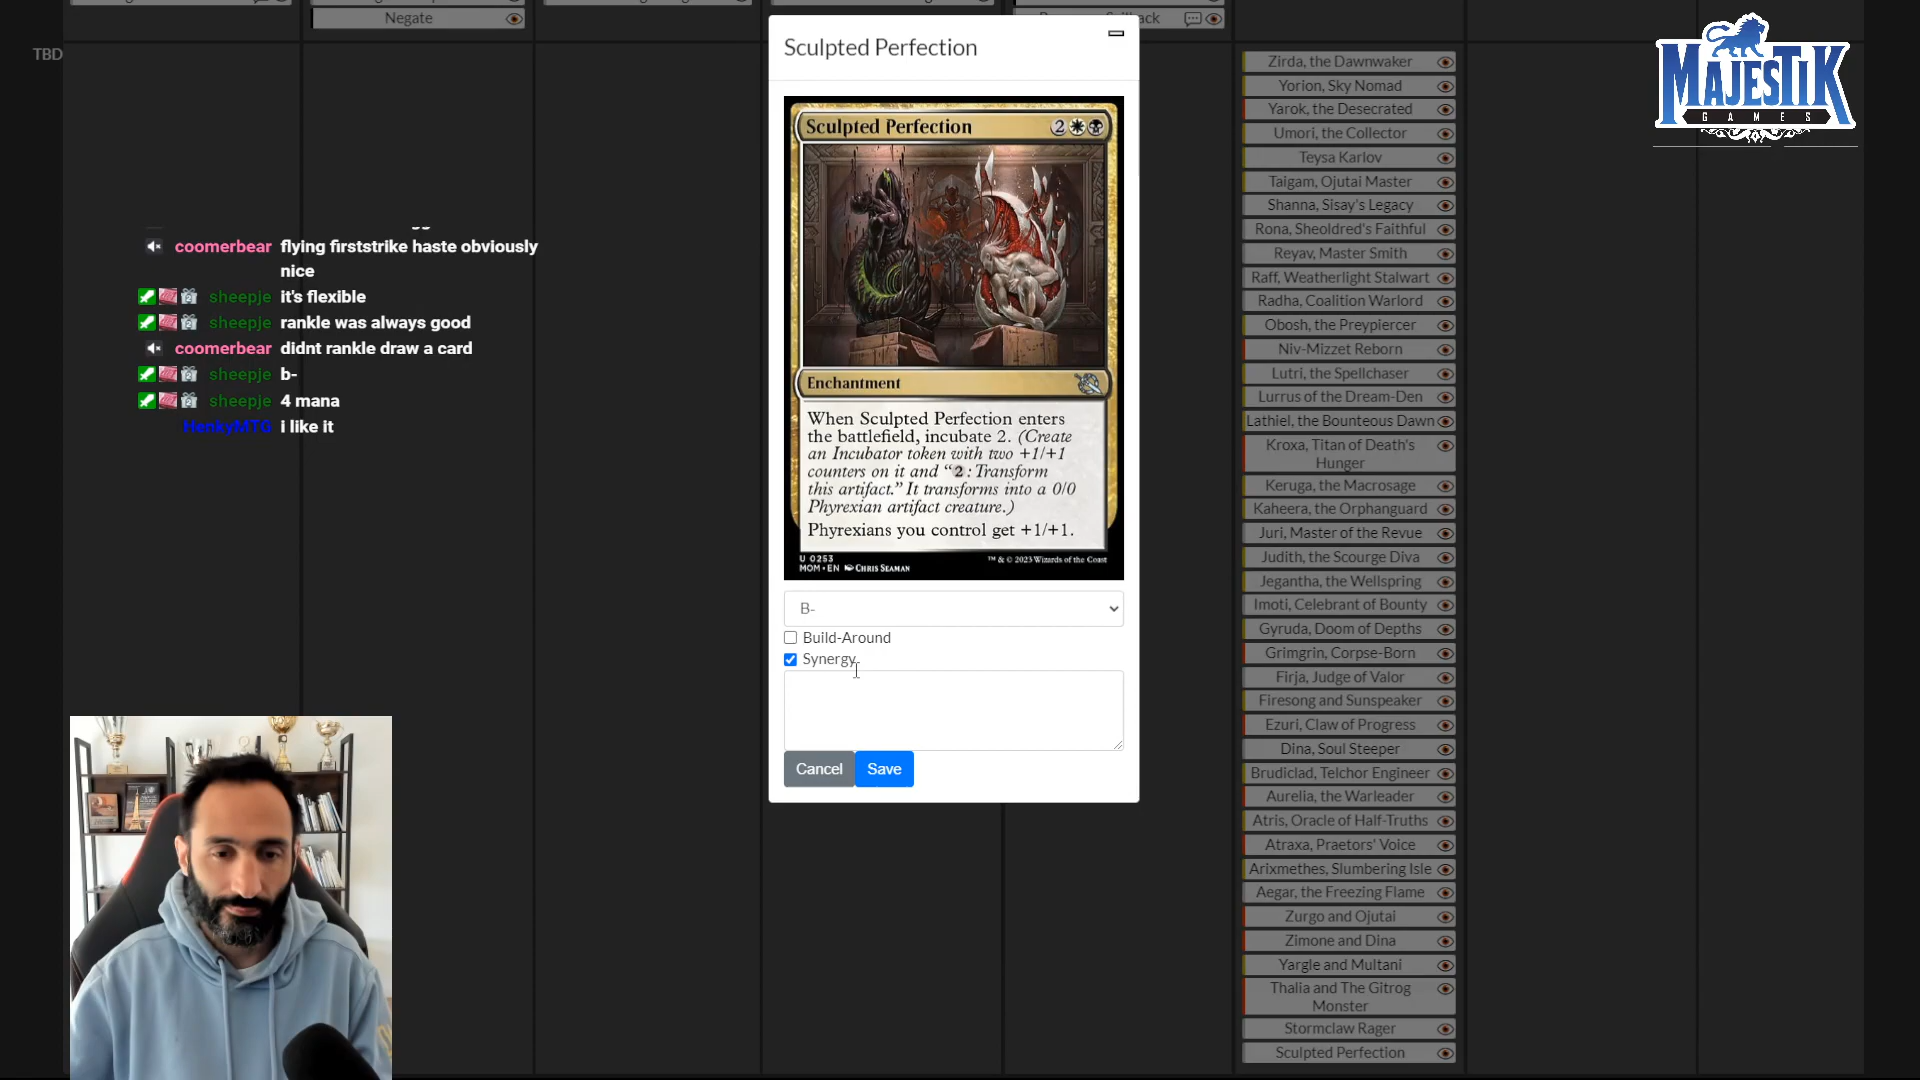 Negate
TBD
Sculpted Perfection
Sculpted Perfection 2
Enchantment
When Sculpted Perfection enters
the battlefield, incubate 2. (Create
an Incubator token with two +1/+1
counters on it and “2: Transform
this artifact.” It transforms into a 0/0
Phyrexian artifact creature.)
Phyrexians you control get +1/+1.
U 0253
MOM • EN CHRIS SEAMAN
™ & © 2023 Wizards of the Coast
B-
Build-Around
Synergy
Cancel Save
coomerbear flying firststrike haste obviously
nice
sheepje it's flexible
sheepje rankle was always good
coomerbear didnt rankle draw a card
sheepje b-
sheepje 4 mana
HenkyMTG i like it
MAJESTIK
GAMES
Zirda, the Dawnwaker
Yorion, Sky Nomad
Yarok, the Desecrated
Umori, the Collector
Teysa Karlov
Taigam, Ojutai Master
Shanna, Sisay's Legacy
Rona, Sheoldred's Faithful
Reyav, Master Smith
Raff, Weatherlight Stalwart
Radha, Coalition Warlord
Obosh, the Preypiercer
Niv-Mizzet Reborn
Lutri, the Spellchaser
Lurrus of the Dream-Den
Lathiel, the Bounteous Dawn
Kroxa, Titan of Death's
Hunger
Keruga, the Macrosage
Kaheera, the Orphanguard
Juri, Master of the Revue
Judith, the Scourge Diva
Jegantha, the Wellspring
Imoti, Celebrant of Bounty
Gyruda, Doom of Depths
Grimgrin, Corpse-Born
Firja, Judge of Valor
Firesong and Sunspeaker
Ezuri, Claw of Progress
Dina, Soul Steeper
Brudiclad, Telchor Engineer
Aurelia, the Warleader
Atris, Oracle of Half-Truths
Atraxa, Praetors' Voice
Arixmethes, Slumbering Isle
Aegar, the Freezing Flame
Zurgo and Ojutai
Zimone and Dina
Yargle and Multani
Thalia and The Gitrog
Monster
Stormclaw Rager
Sculpted Perfection